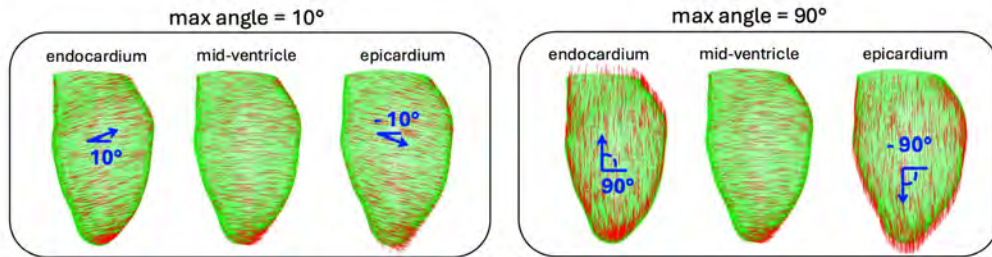 max angle = 10°
endocardium mid-ventricle epicardium
10°
- 10°
max angle = 90°
endocardium mid-ventricle epicardium
90°
- 90°